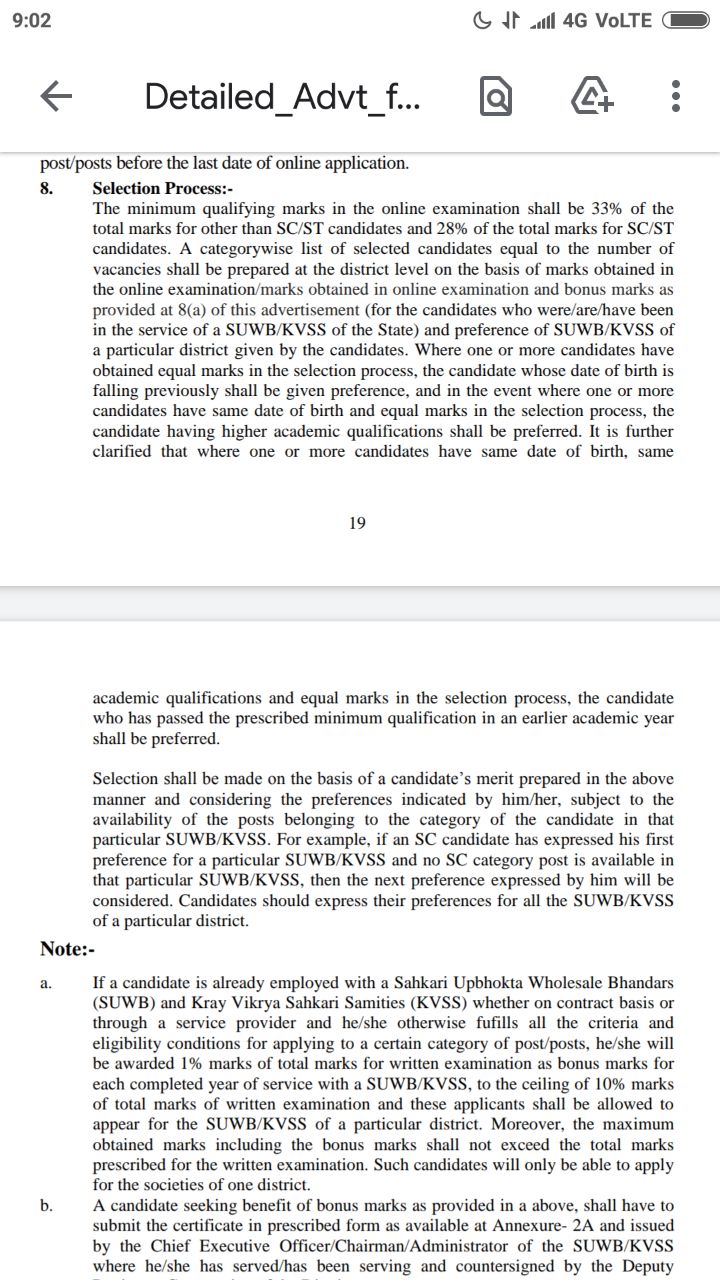 9:02 4G VoLTE
Detailed_Advt_f...
post/posts before the last date of online application.
8. Selection Process:-
The minimum qualifying marks in the online examination shall be 33% of the
total marks for other than SC/ST candidates and 28% of the total marks for SC/ST
candidates. A categorywise list of selected candidates equal to the number of
vacancies shall be prepared at the district level on the basis of marks obtained in
the online examination/marks obtained in online examination and bonus marks as
provided at 8(a) of this advertisement (for the candidates who were/are/have been
in the service of a SUWB/KVSS of the State) and preference of SUWB/KVSS of
a particular district given by the candidates. Where one or more candidates have
obtained equal marks in the selection process, the candidate whose date of birth is
falling previously shall be given preference, and in the event where one or more
candidates have same date of birth and equal marks in the selection process, the
candidate having higher academic qualifications shall be preferred. It is further
clarified that where one or more candidates have same date of birth, same
19
academic qualifications and equal marks in the selection process, the candidate
who has passed the prescribed minimum qualification in an earlier academic year
shall be preferred.
Selection shall be made on the basis of a candidate's merit prepared in the above
manner and considering the preferences indicated by him/her, subject to the
availability of the posts belonging to the category of the candidate in that
particular SUWB/KVSS. For example, if an SC candidate has expressed his first
preference for a particular SUWB/KVSS and no SC category post is available in
that particular SUWB/KVSS, then the next preference expressed by him will be
considered. Candidates should express their preferences for all the SUWB/KVSS
of a particular district.
Note:-
a. If a candidate is already employed with a Sahkari Upbhokta Wholesale Bhandars
(SUWB) and Kray Vikrya Sahkari Samities (KVSS) whether on contract basis or
through a service provider and he/she otherwise fufills all the criteria and
eligibility conditions for applying to a certain category of post/posts, he/she will
be awarded 1% marks of total marks for written examination as bonus marks for
each completed year of service with a SUWB/KVSS, to the ceiling of 10% marks
of total marks of written examination and these applicants shall be allowed to
appear for the SUWB/KVSS of a particular district. Moreover, the maximum
obtained marks including the bonus marks shall not exceed the total marks
prescribed for the written examination. Such candidates will only be able to apply
for the societies of one district.
b. A candidate seeking benefit of bonus marks as provided in a above, shall have to
submit the certificate in prescribed form as available at Annexure- 2A and issued
by the Chief Executive Officer/Chairman/Administrator of the SUWB/KVSS
where he/she has served/has been serving and countersigned by the Deputy